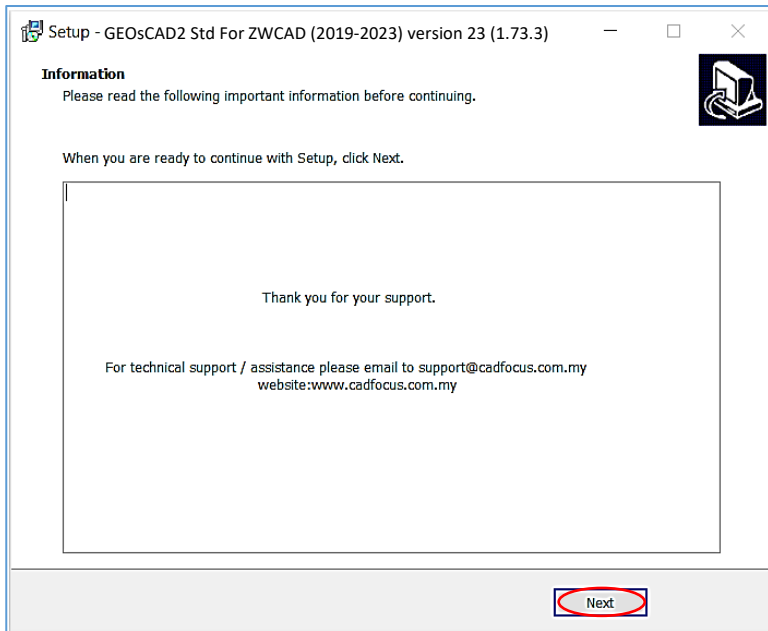 Setup - GEOsCAD2 Std For ZWCAD (2019-2023) version 23 (1.73.3)
Information
Please read the following important information before continuing.
When you are ready to continue with Setup, click Next.
Thank you for your support.
For technical support / assistance please email to support@cadfocus.com.my
website:www.cadfocus.com.my
Next